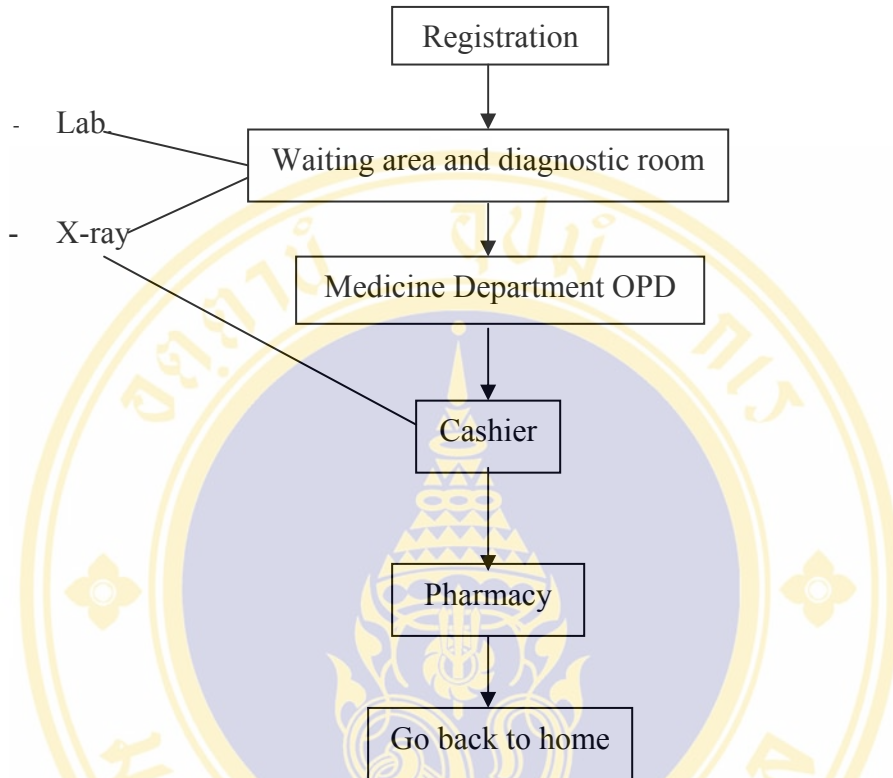 Registration
- Lab.
Waiting area and diagnostic room
- X-ray
Medicine Department OPD
Cashier
Pharmacy
Go back to home